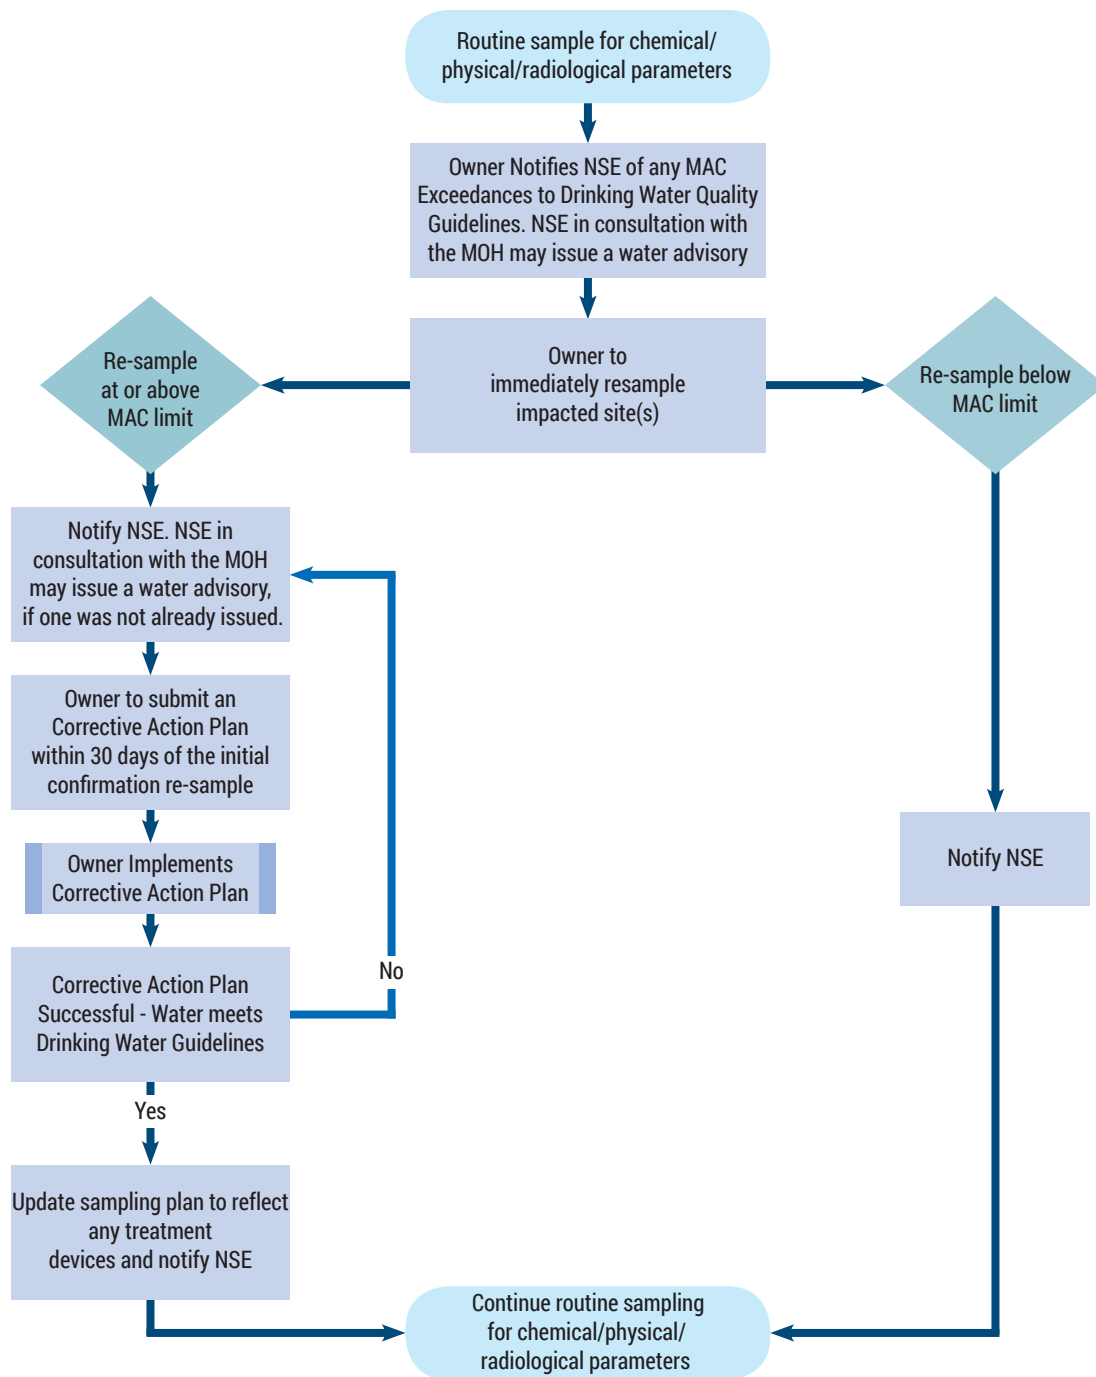 Routine sample for chemical/
physical/radiological parameters
Owner Notifies NSE of any MAC
Exceedances to Drinking Water Quality
Guidelines. NSE in consultation with
the MOH may issue a water advisory
Re-sample
at or above
MAC limit
Owner to
immediately resample
impacted site(s)
Re-sample below
MAC limit
Notify NSE. NSE in
consultation with the MOH
may issue a water advisory,
if one was not already issued.
Owner to submit an
Corrective Action Plan
within 30 days of the initial
confirmation re-sample
Owner Implements
Corrective Action Plan
Notify NSE
Corrective Action Plan
Successful - Water meets
Drinking Water Guidelines
No
Yes
Update sampling plan to reflect
any treatment
devices and notify NSE
Continue routine sampling
for chemical/physical/
radiological parameters